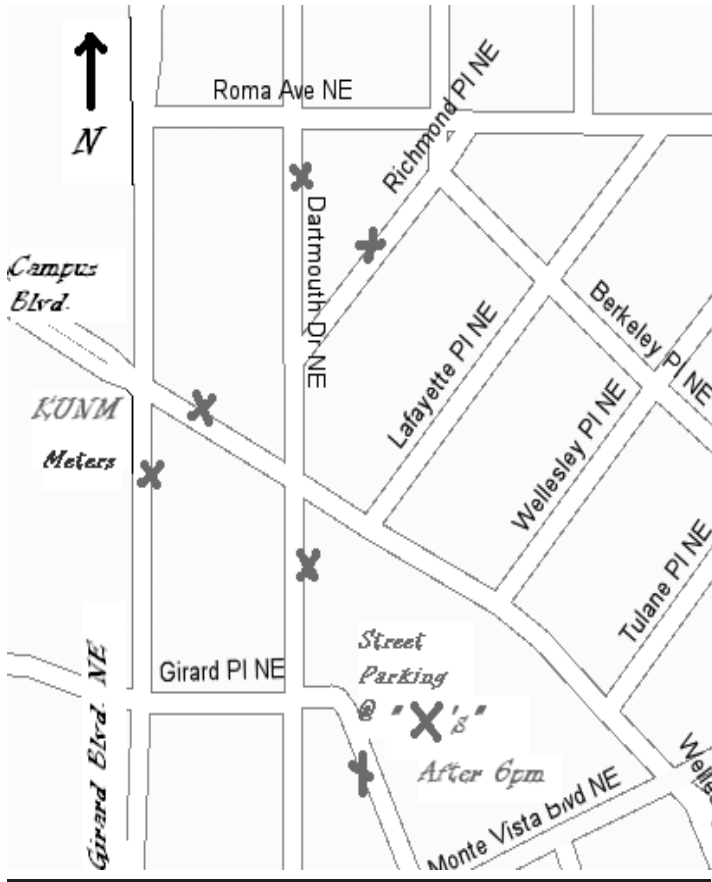 Roma Ave NE
N
Richmond Pl NE
Dartmouth Dr NE
Campus
Blvd.
Berkeley Pl NE
Lafayette Pl NE
KUNM
Meters
Wellesley Pl NE
Tulane Pl NE
Girard Blvd. NE
Girard Pl NE
Street
Parking
@ "X's"
After 6pm
Monte Vista Blvd NE